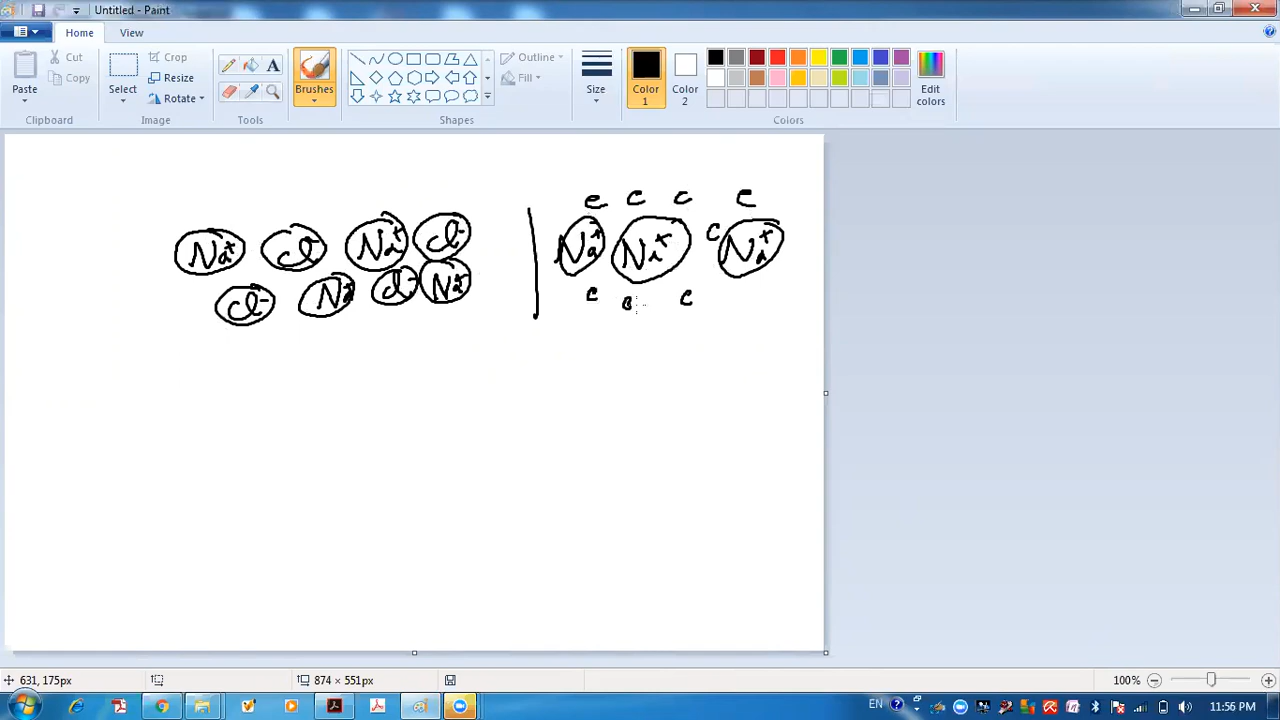 Untitled - Paint
Home View
Paste
Cut
Copy
Clipboard
Select
Crop
Resize
Rotate
Image
A
Tools
Brushes
Shapes
Outline
Fill
Size
Color 1
Color 2
Edit colors
Colors
e c c e
Na+ Cl- Na+ Cl- Na+ Na+ c Na+
Cl- Na+ Cl- Na+ c e c
631, 175px
874 × 551px
100%
EN
11:56 PM